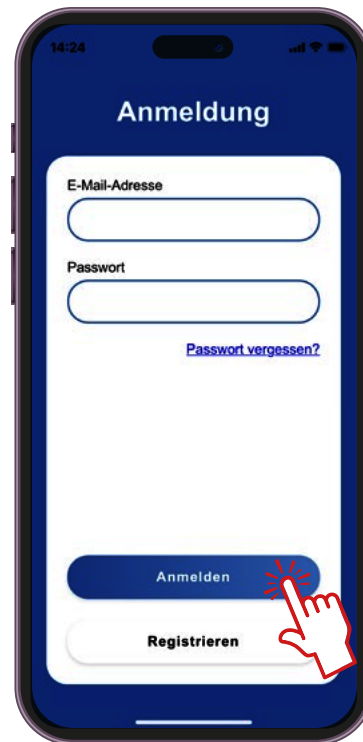 14:24
Anmeldung
E-Mail-Adresse
Passwort
Passwort vergessen?
Anmelden
Registrieren